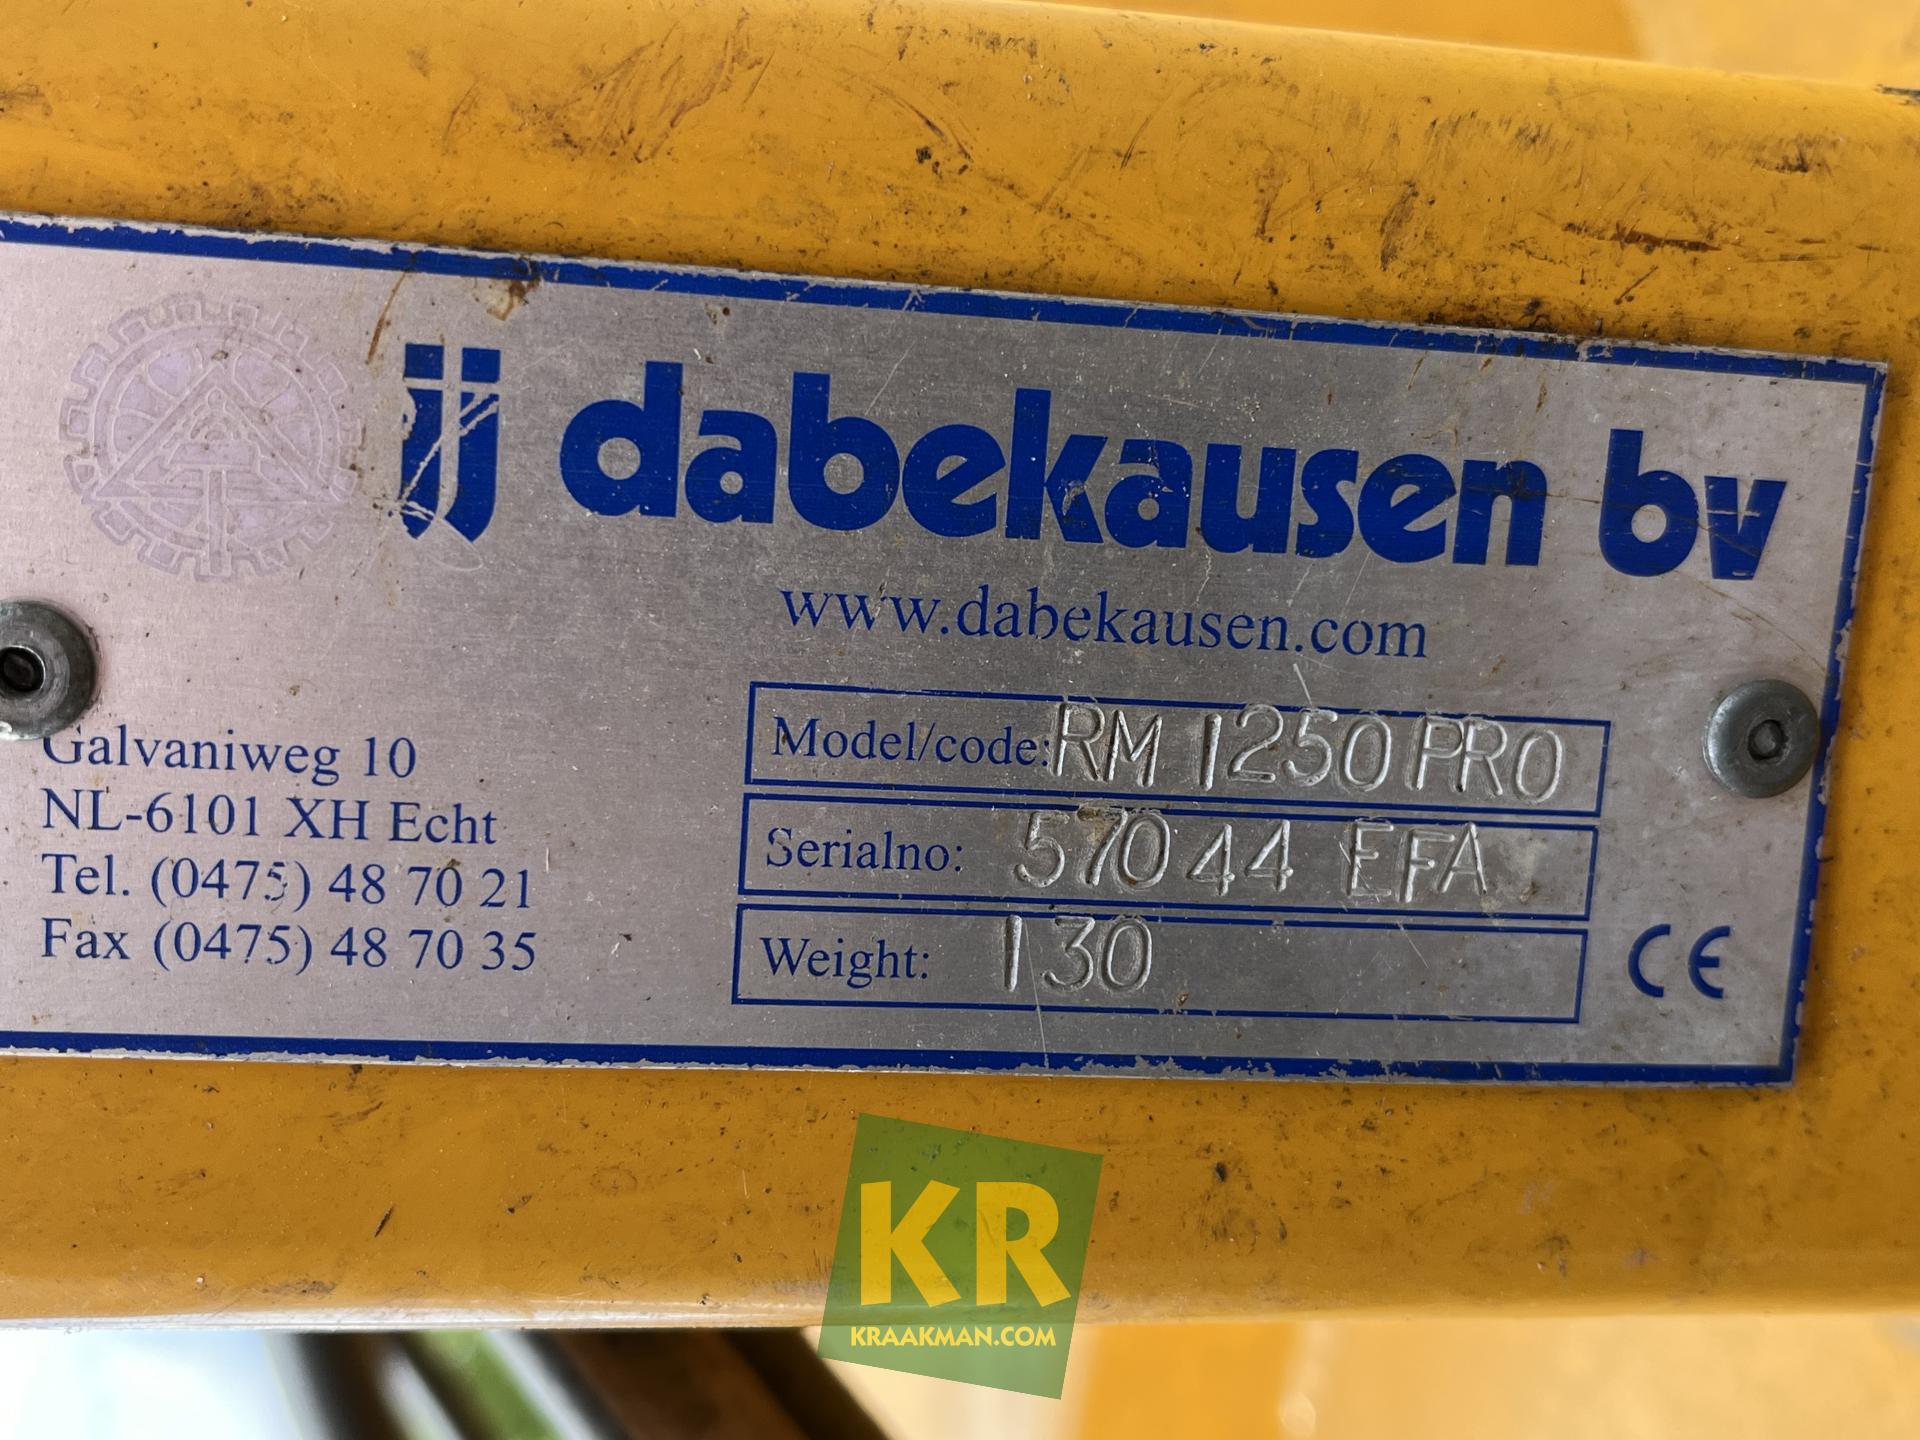 ij dabekausen bv
www.dabekausen.com
Galvaniweg 10
NL-6101 XH Echt
Tel. (0475) 48 70 21
Fax (0475) 48 70 35
Model/code: RM 1250 PRO
Serialno: 57044 EFA
Weight: 130
CE
KR
KRAAKMAN.COM